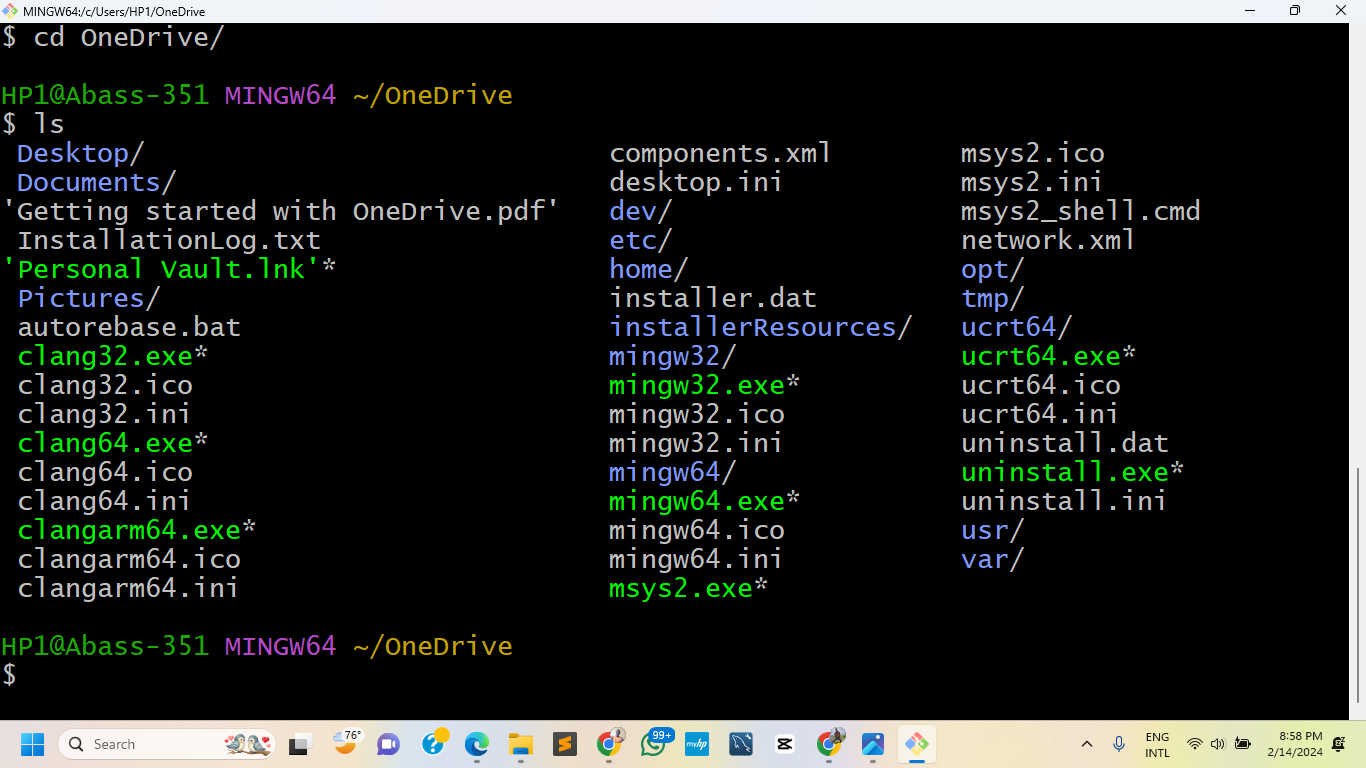 MINGW64:/c/Users/HP1/OneDrive
$ cd OneDrive/
HP1@Abass-351 MINGW64 ~/OneDrive
$ ls
Desktop/ components.xml msys2.ico
Documents/ desktop.ini msys2.ini
'Getting started with OneDrive.pdf' dev/ msys2_shell.cmd
InstallationLog.txt etc/ network.xml
'Personal Vault.lnk'* home/ opt/
Pictures/ installer.dat tmp/
autorebase.bat installerResources/ ucrt64/
clang32.exe* mingw32/ ucrt64.exe*
clang32.ico mingw32.exe* ucrt64.ico
clang32.ini mingw32.ico ucrt64.ini
clang64.exe* mingw32.ini uninstall.dat
clang64.ico mingw64/ uninstall.exe*
clang64.ini mingw64.exe* uninstall.ini
clangarm64.exe* mingw64.ico usr/
clangarm64.ico mingw64.ini var/
clangarm64.ini msys2.exe*
HP1@Abass-351 MINGW64 ~/OneDrive
$
Search 76° ? 99+ myhp ENG 8:58 PM
INTL 2/14/2024